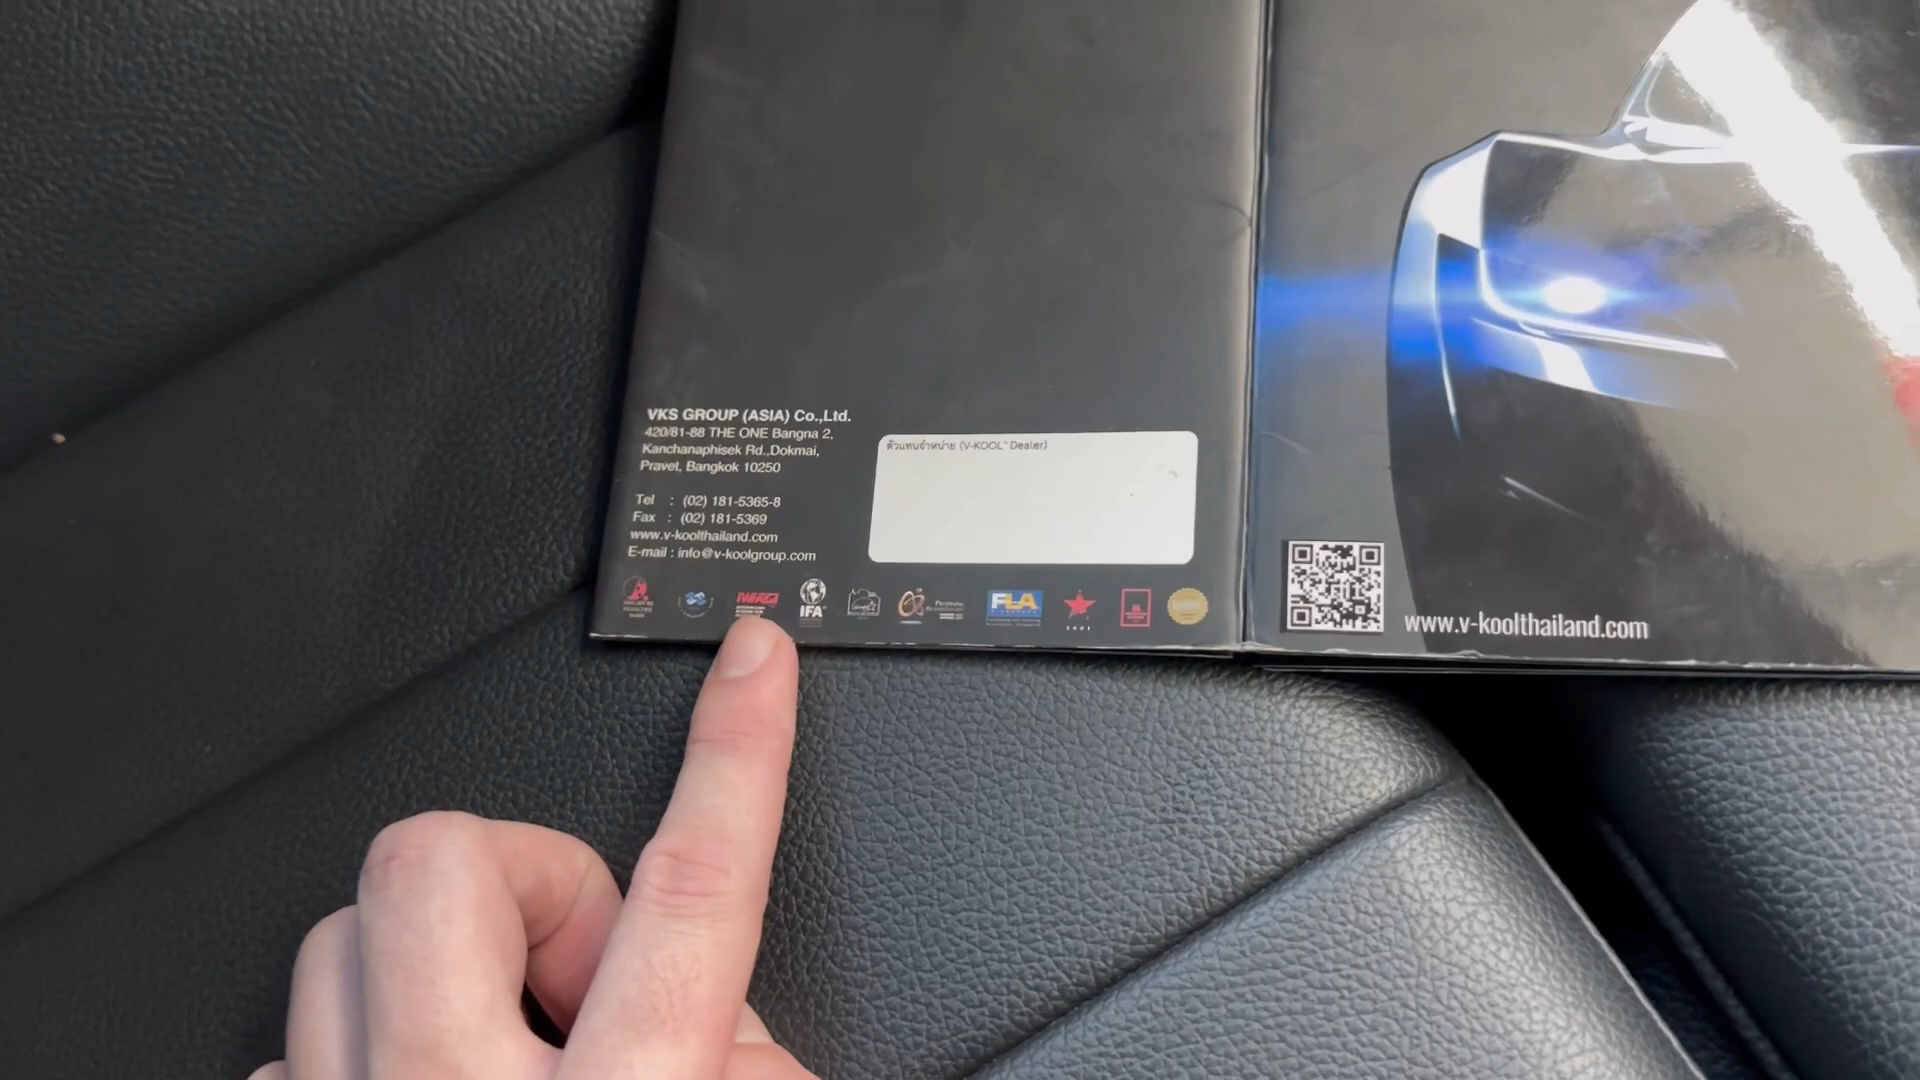 VKS GROUP (ASIA) Co.,Ltd.
420/81-88 THE ONE Bangna 2,
Kanchanaphisek Rd.,Dokmai,
Pravet, Bangkok 10250
Tel : (02) 181-5365-8
Fax : (02) 181-5369
www.v-koolthailand.com
E-mail : info@v-koolgroup.com
ตัวแทนจำหน่าย (V-KOOL™ Dealer)
IWFA
IFA
FLA
www.v-koolthailand.com